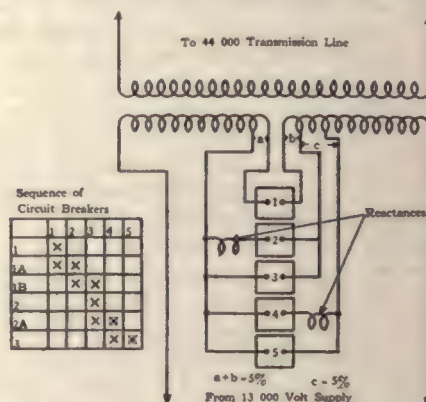 To 44 000 Transmission Line
a b c
1
Reactances
2
3
4
5
Sequence of
Circuit Breakers
1 2 3 4 5
1 ×
1A × ×
1B × ×
2 ×
2A × ×
3 × ×
a+b=5% c=5%
From 13 000 Volt Supply